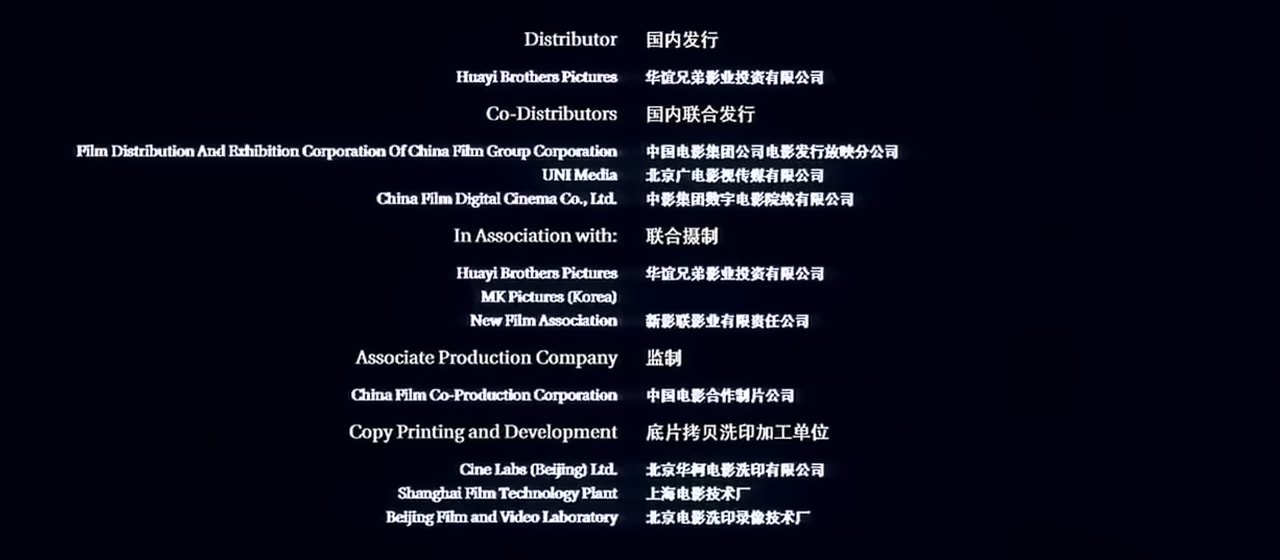 Distributor 国内发行
Huayi Brothers Pictures 华谊兄弟影业投资有限公司
Co-Distributors 国内联合发行
Film Distribution And Exhibition Corporation Of China Film Group Corporation 中国电影集团公司电影发行放映分公司
UNI Media 北京广电影视传媒有限公司
China Film Digital Cinema Co., Ltd. 中影集团数字电影院线有限公司
In Association with: 联合摄制
Huayi Brothers Pictures 华谊兄弟影业投资有限公司
MK Pictures (Korea)
New Film Association 新影联影业有限责任公司
Associate Production Company 监制
China Film Co-Production Corporation 中国电影合作制片公司
Copy Printing and Development 底片拷贝洗印加工单位
Cine Labs (Beijing) Ltd. 北京华柯电影洗印有限公司
Shanghai Film Technology Plant 上海电影技术厂
Beijing Film and Video Laboratory 北京电影洗印录像技术厂